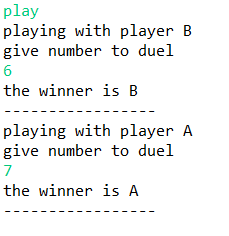 play
playing with player B
give number to duel
6
the winner is B
-----------------
playing with player A
give number to duel
7
the winner is A
-----------------